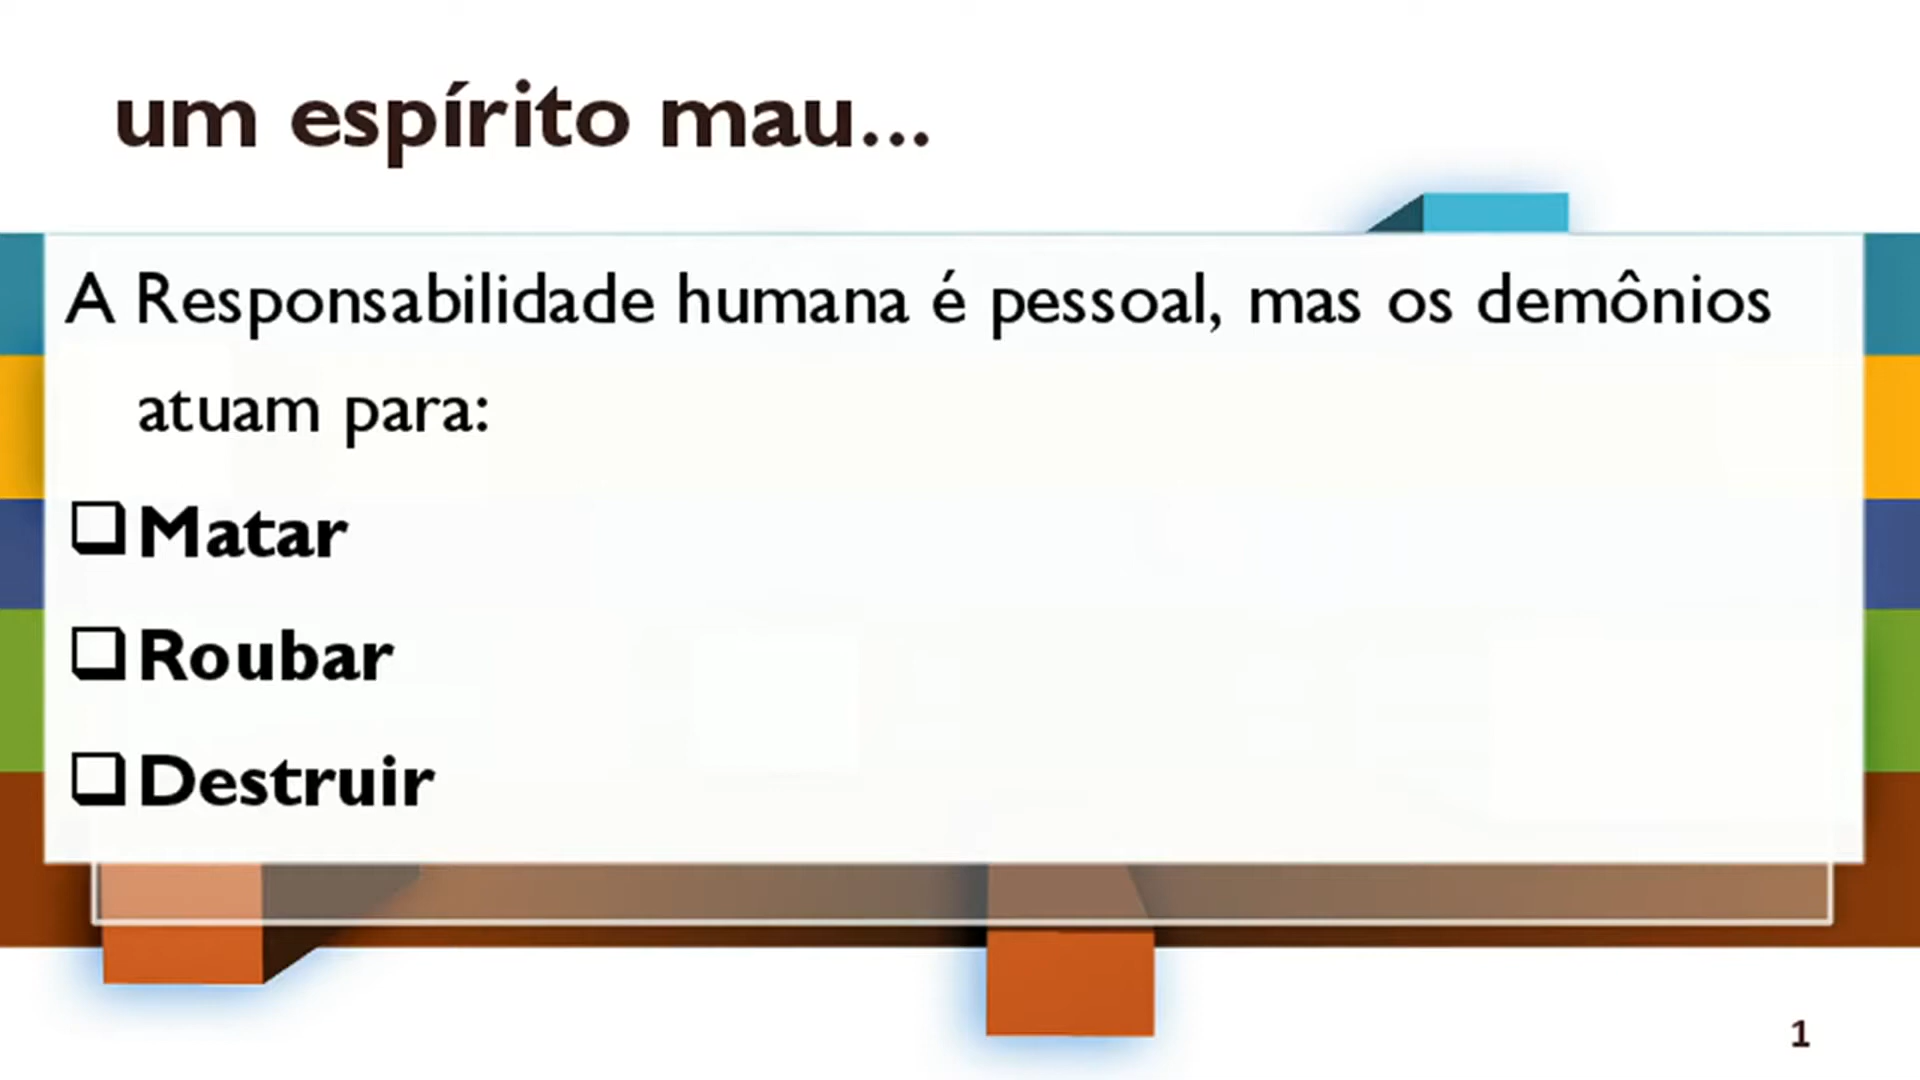 um espírito mau...
A Responsabilidade humana é pessoal, mas os demônios
atuam para:
Matar
Roubar
Destruir
1